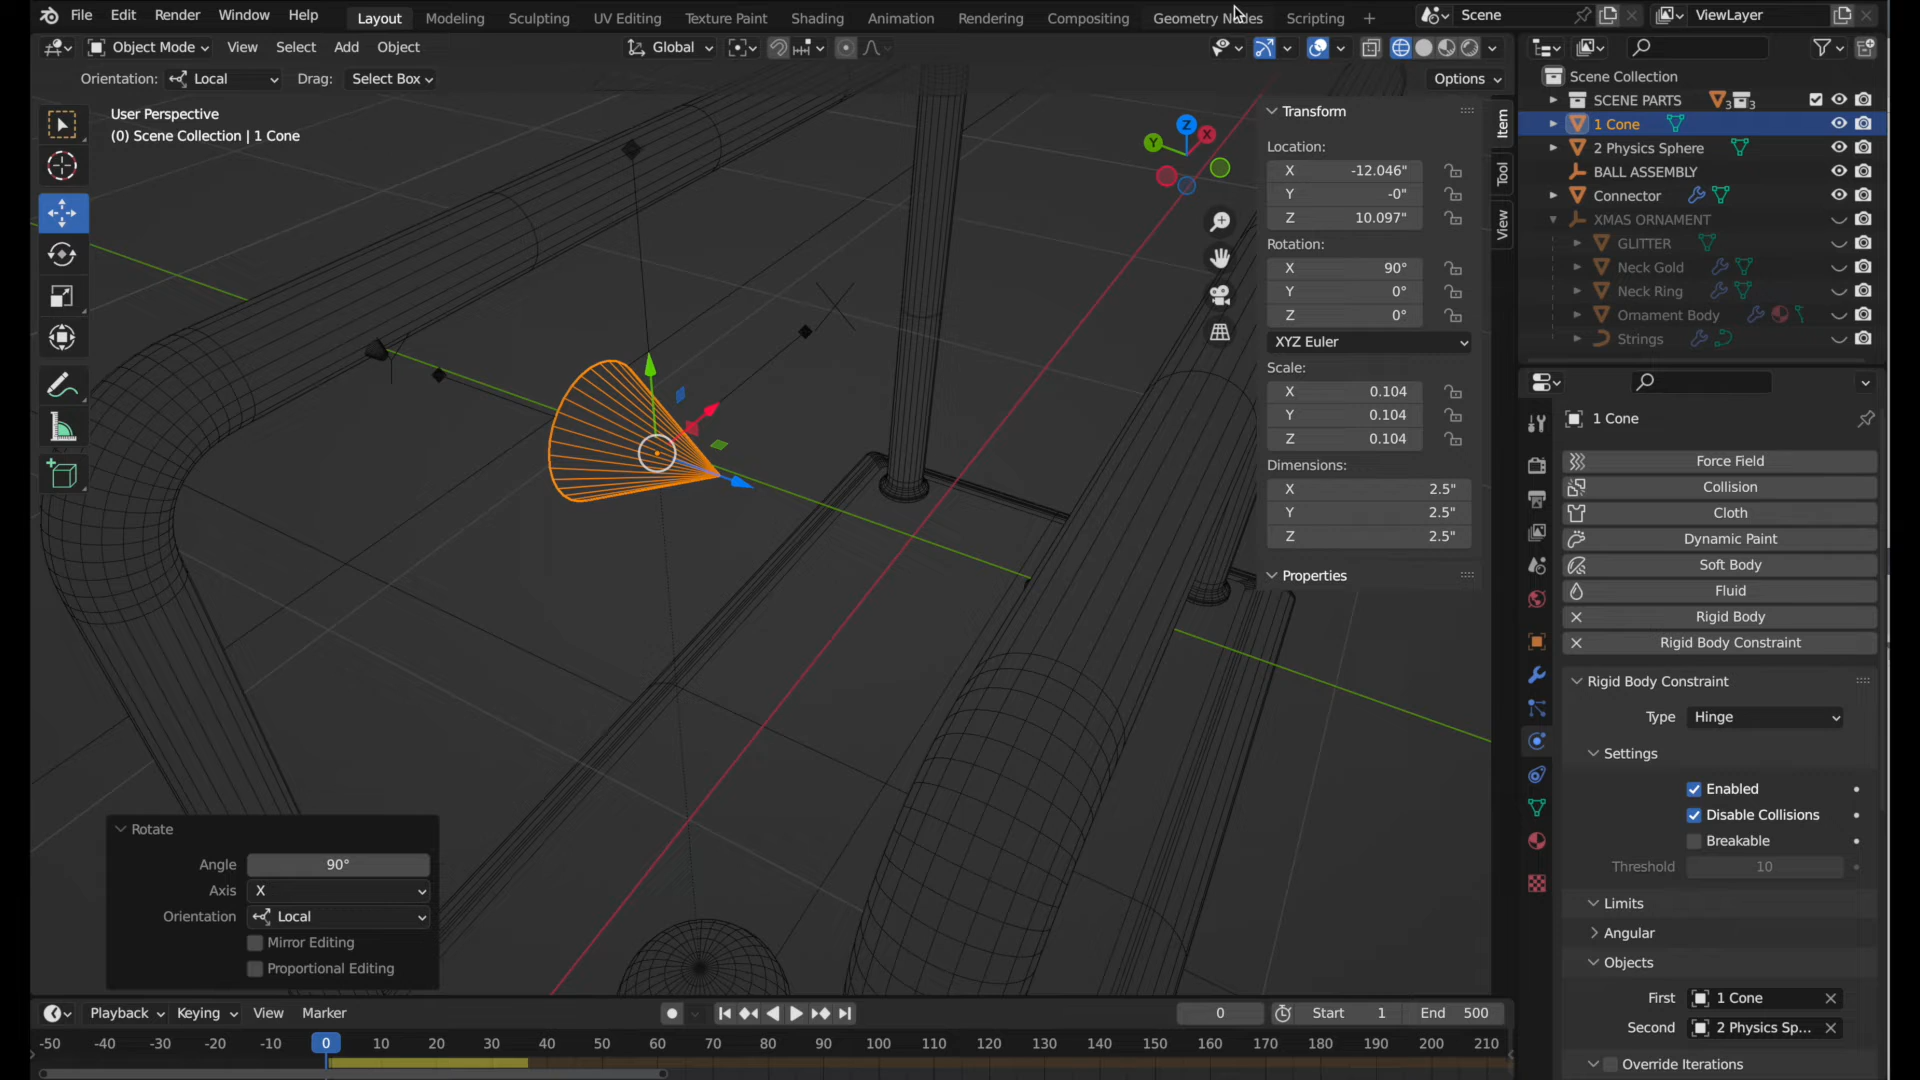 File Edit Render Window Help Layout Modeling Sculpting UV Editing Texture Paint Shading Animation Rendering Compositing Geometry Nodes Scripting + Scene ViewLayer
Object Mode View Select Add Object Global
Orientation: Local Drag: Select Box Options
User Perspective
(0) Scene Collection | 1 Cone
Z
X
Y
Item
Tool
View
Transform
Location:
X -12.046"
Y -0"
Z 10.097"
Rotation:
X 90°
Y 0°
Z 0°
XYZ Euler
Scale:
X 0.104
Y 0.104
Z 0.104
Dimensions:
X 2.5"
Y 2.5"
Z 2.5"
Properties
Scene Collection
SCENE PARTS 3 3
1 Cone
2 Physics Sphere
BALL ASSEMBLY
Connector
XMAS ORNAMENT
GLITTER
Neck Gold
Neck Ring
Ornament Body
Strings
1 Cone
Force Field
Collision
Cloth
Dynamic Paint
Soft Body
Fluid
Rigid Body
Rigid Body Constraint
Rigid Body Constraint
Type Hinge
Settings
Enabled
Disable Collisions
Breakable
Threshold 10
Limits
Angular
Objects
First 1 Cone
Second 2 Physics Sp...
Override Iterations
Rotate
Angle 90°
Axis X
Orientation Local
Mirror Editing
Proportional Editing
Playback Keying View Marker 0 Start 1 End 500
-50 -40 -30 -20 -10 0 10 20 30 40 50 60 70 80 90 100 110 120 130 140 150 160 170 180 190 200 210